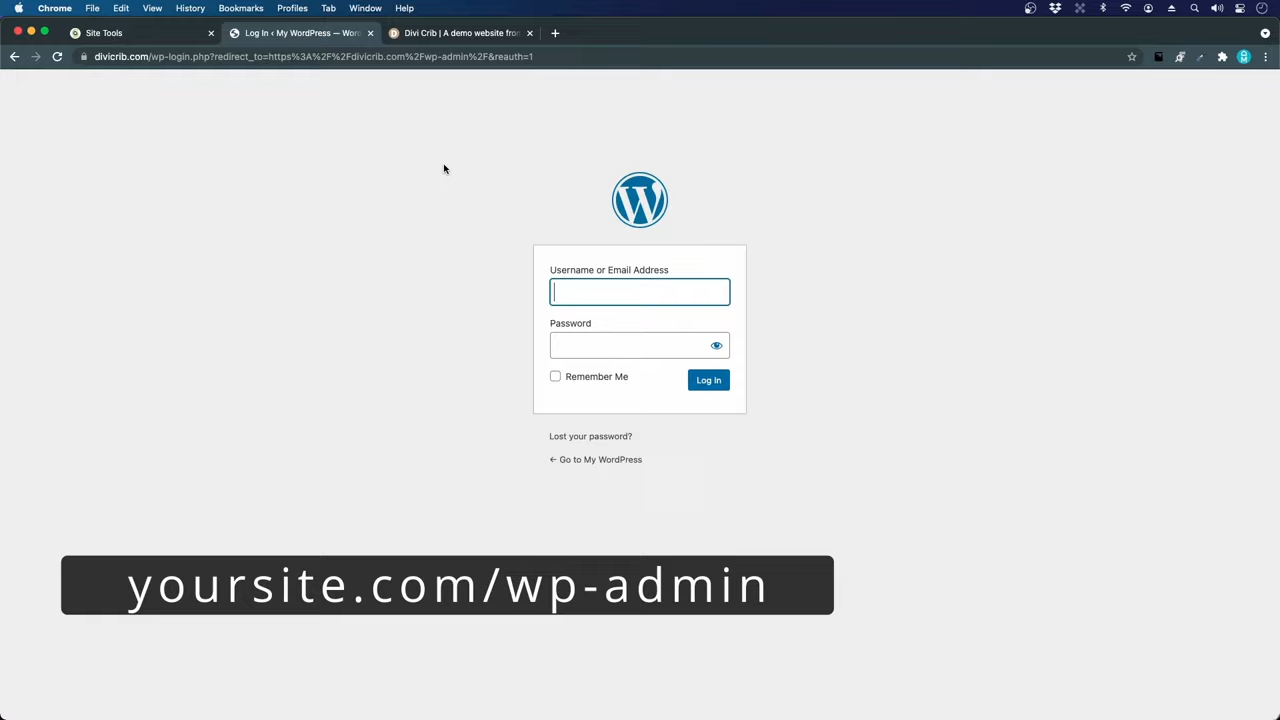 Chrome File Edit View History Bookmarks Profiles Tab Window Help
Site Tools
Log In ‹ My WordPress — Wor
Divi Crib | A demo website from
divicrib.com/wp-login.php?redirect_to=https%3A%2F%2Fdivicrib.com%2Fwp-admin%2F&reauth=1
Username or Email Address
Password
Remember Me
Log In
Lost your password?
← Go to My WordPress
yoursite.com/wp-admin